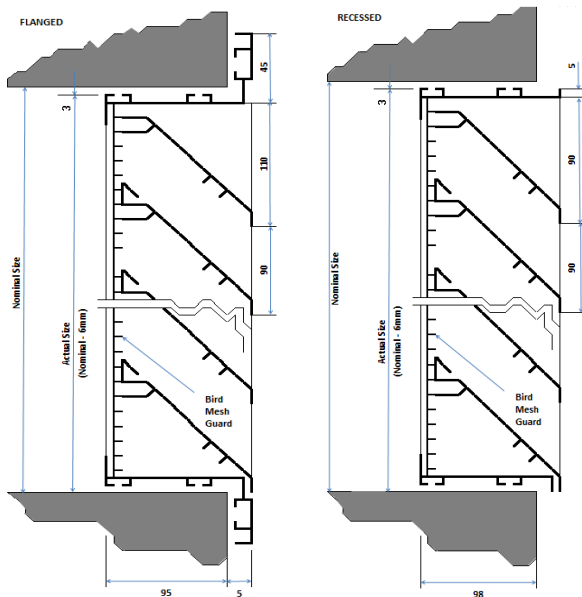 FLANGED
45
3
110
90
Nominal Size
Actual Size
(Nominal - 6mm)
Bird
Mesh
Guard
95
5
RECESSED
5
3
90
90
Nominal Size
Actual Size
(Nominal - 6mm)
Bird
Mesh
Guard
98